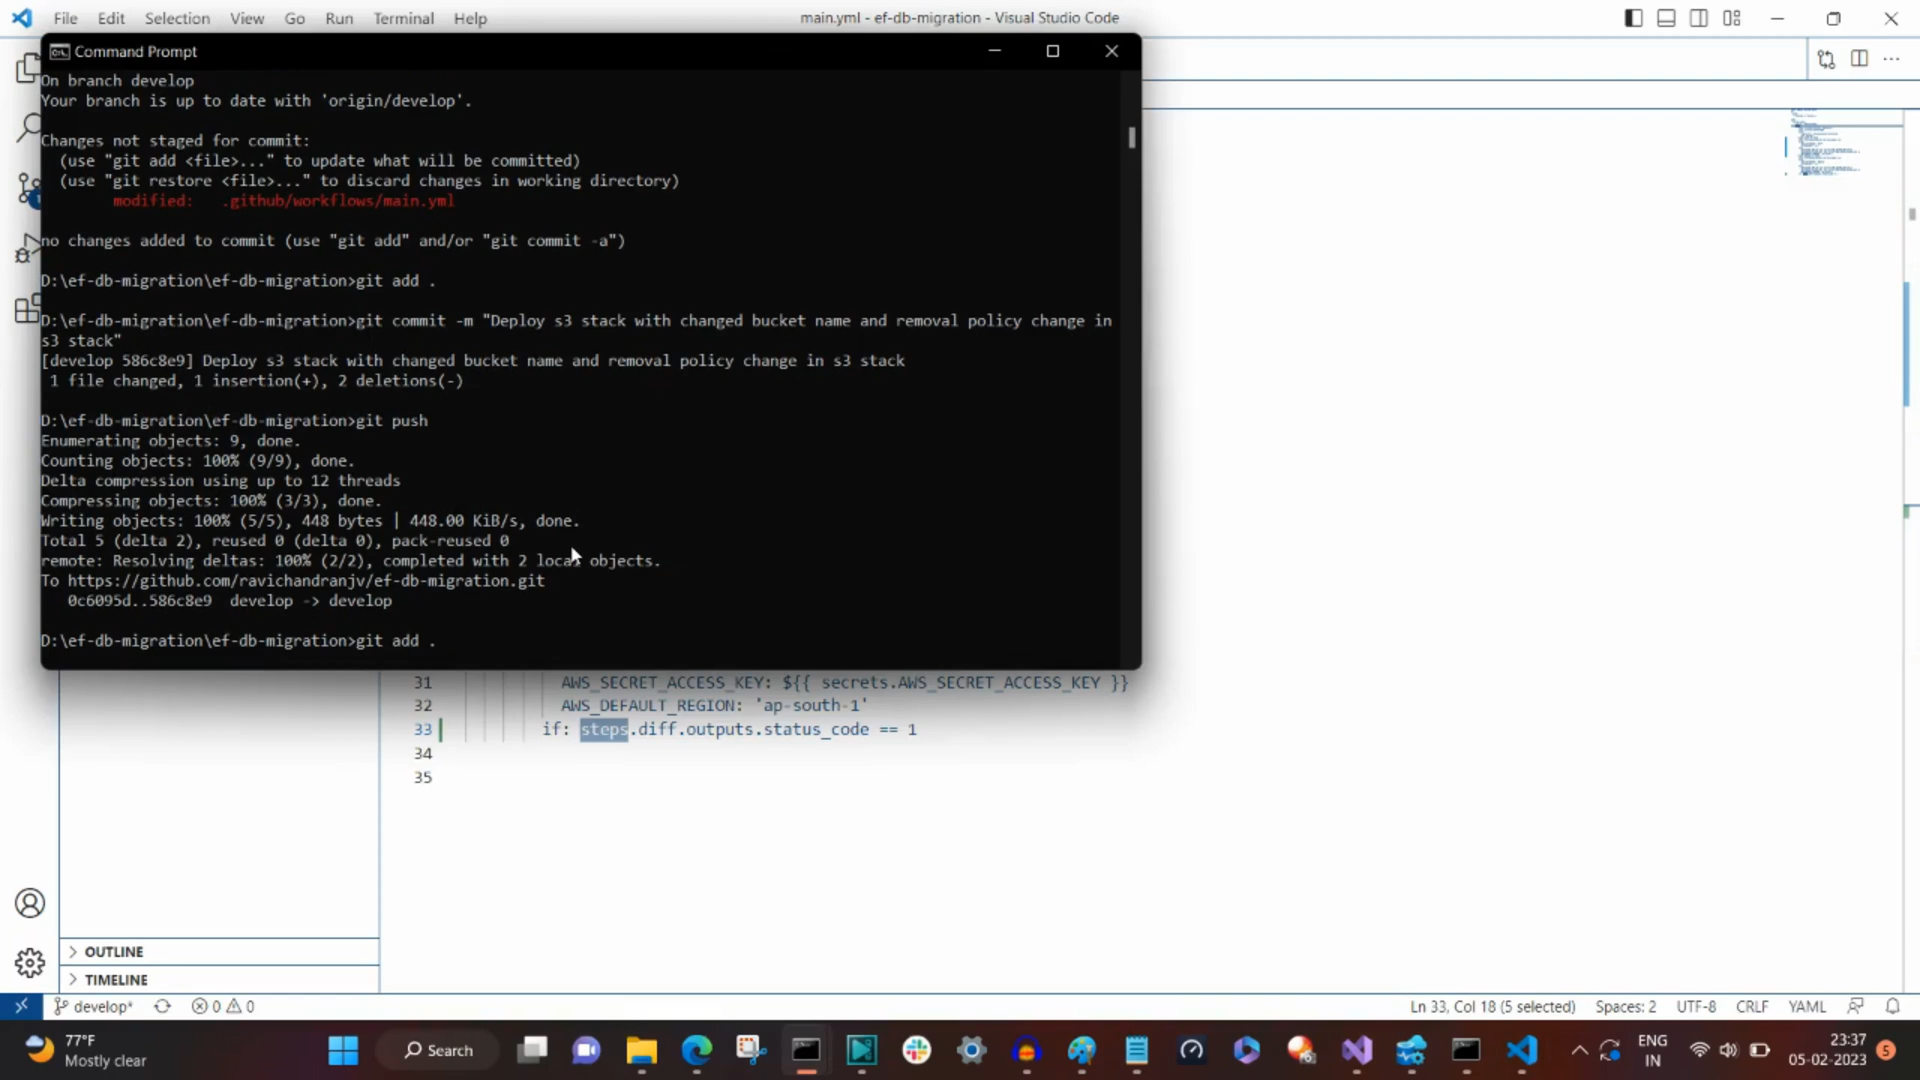 File Edit Selection View Go Run Terminal Help
main.yml - ef-db-migration - Visual Studio Code
Command Prompt
On branch develop
Your branch is up to date with 'origin/develop'.
Changes not staged for commit:
(use "git add <file>..." to update what will be committed)
(use "git restore <file>..." to discard changes in working directory)
modified: .github/workflows/main.yml
no changes added to commit (use "git add" and/or "git commit -a")
D:\ef-db-migration\ef-db-migration>git add .
D:\ef-db-migration\ef-db-migration>git commit -m "Deploy s3 stack with changed bucket name and removal policy change in
s3 stack"
[develop 586c8e9] Deploy s3 stack with changed bucket name and removal policy change in s3 stack
1 file changed, 1 insertion(+), 2 deletions(-)
D:\ef-db-migration\ef-db-migration>git push
Enumerating objects: 9, done.
Counting objects: 100% (9/9), done.
Delta compression using up to 12 threads
Compressing objects: 100% (3/3), done.
Writing objects: 100% (5/5), 448 bytes | 448.00 KiB/s, done.
Total 5 (delta 2), reused 0 (delta 0), pack-reused 0
remote: Resolving deltas: 100% (2/2), completed with 2 local objects.
To https://github.com/ravichandranjv/ef-db-migration.git
0c6095d..586c8e9 develop -> develop
D:\ef-db-migration\ef-db-migration>git add .
31 AWS_SECRET_ACCESS_KEY: ${{ secrets.AWS_SECRET_ACCESS_KEY }}
32 AWS_DEFAULT_REGION: 'ap-south-1'
33 if: steps.diff.outputs.status_code == 1
34
35
OUTLINE
TIMELINE
develop* 0 0 Ln 33, Col 18 (5 selected) Spaces: 2 UTF-8 CRLF YAML
77°F
Mostly clear
Search
ENG
IN
23:37
05-02-2023
5